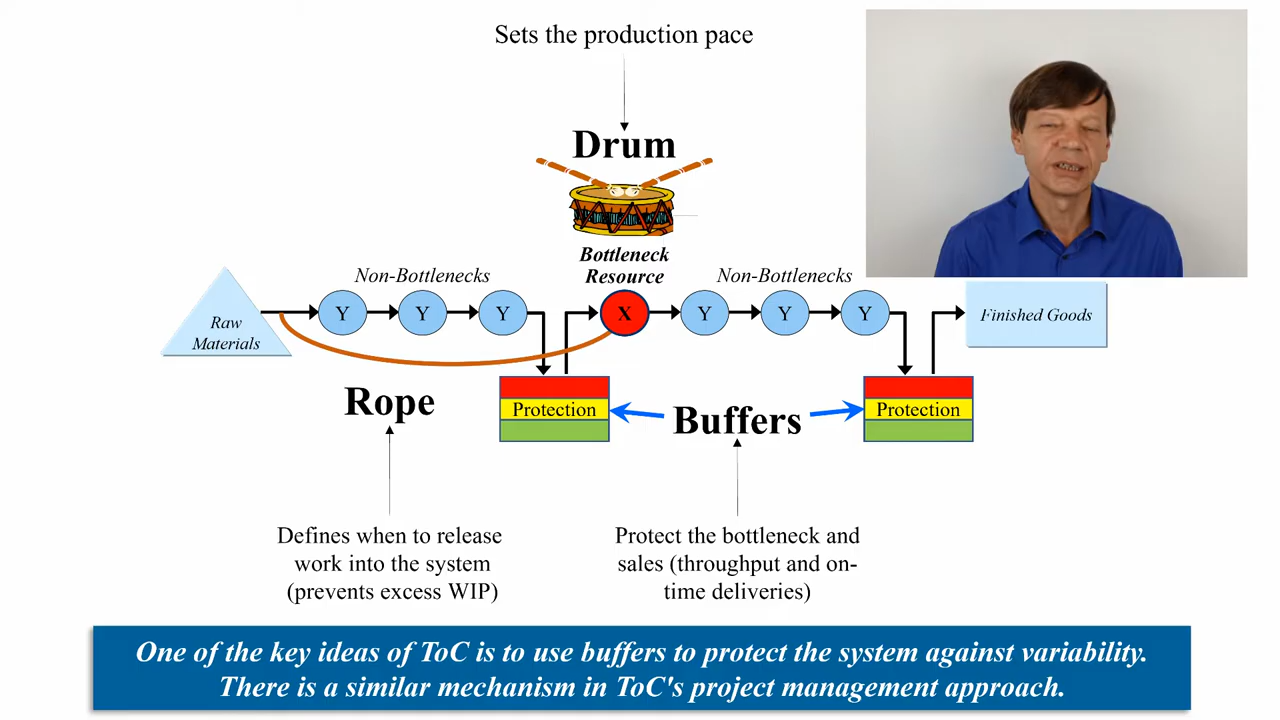 Sets the production pace
Drum
Bottleneck
Resource
Non-Bottlenecks
Non-Bottlenecks
Raw
Materials
Y
Y
Y
X
Y
Y
Y
Finished Goods
Rope
Protection
Buffers
Protection
Defines when to release
work into the system
(prevents excess WIP)
Protect the bottleneck and
sales (throughput and on-
time deliveries)
One of the key ideas of ToC is to use buffers to protect the system against variability.
There is a similar mechanism in ToC's project management approach.